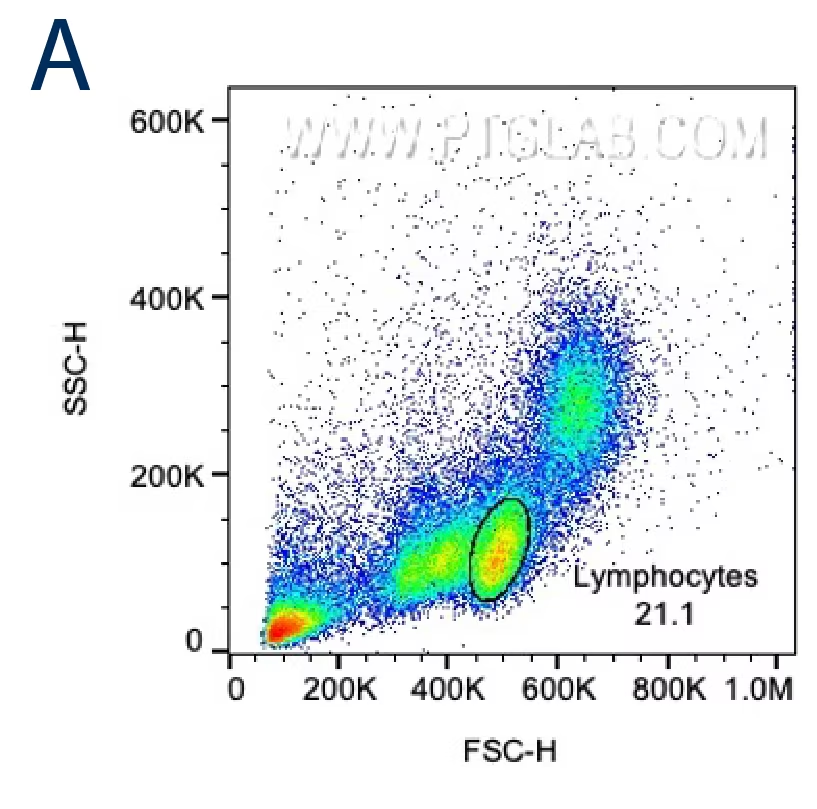 A
WWW.PTGLAB.COM
600K
400K
200K
0
SSC-H
Lymphocytes
21.1
0 200K 400K 600K 800K 1.0M
FSC-H